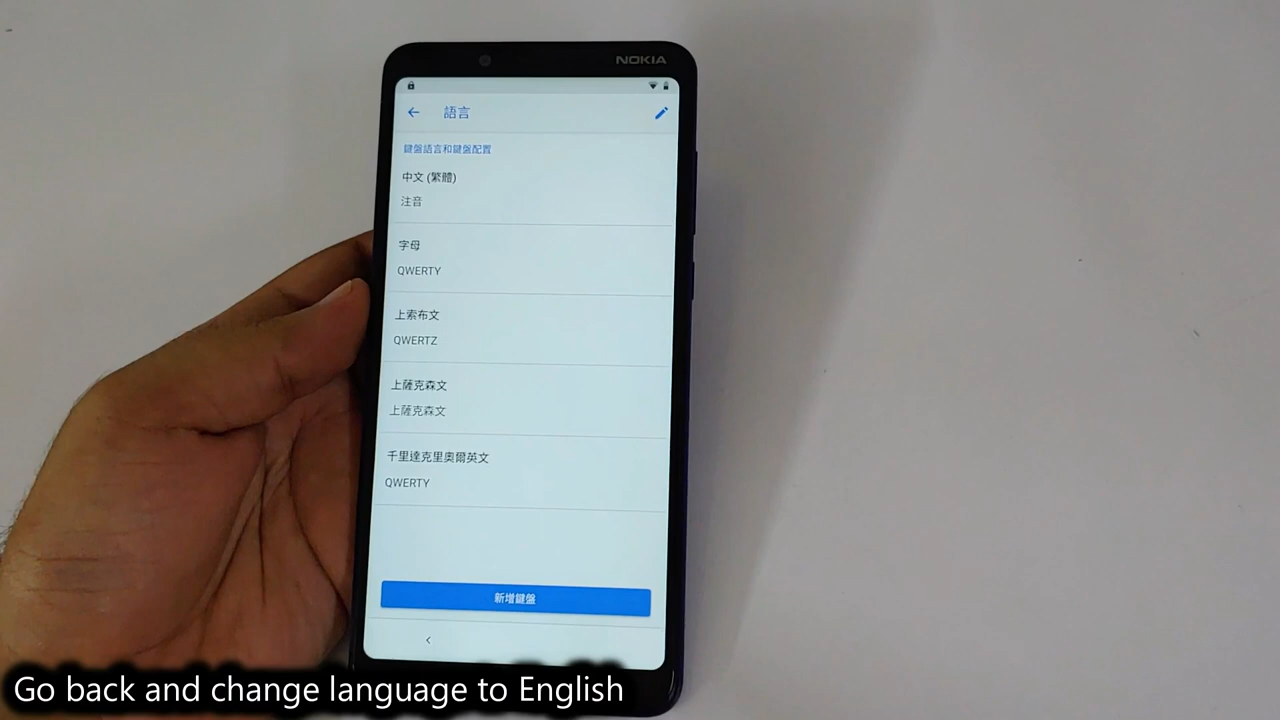 NOKIA
語言
鍵盤語言和鍵盤配置
中文 (繁體)
注音
字母
QWERTY
上索布文
QWERTZ
上薩克森文
上薩克森文
千里達克里奧爾英文
QWERTY
新增鍵盤
Go back and change language to English